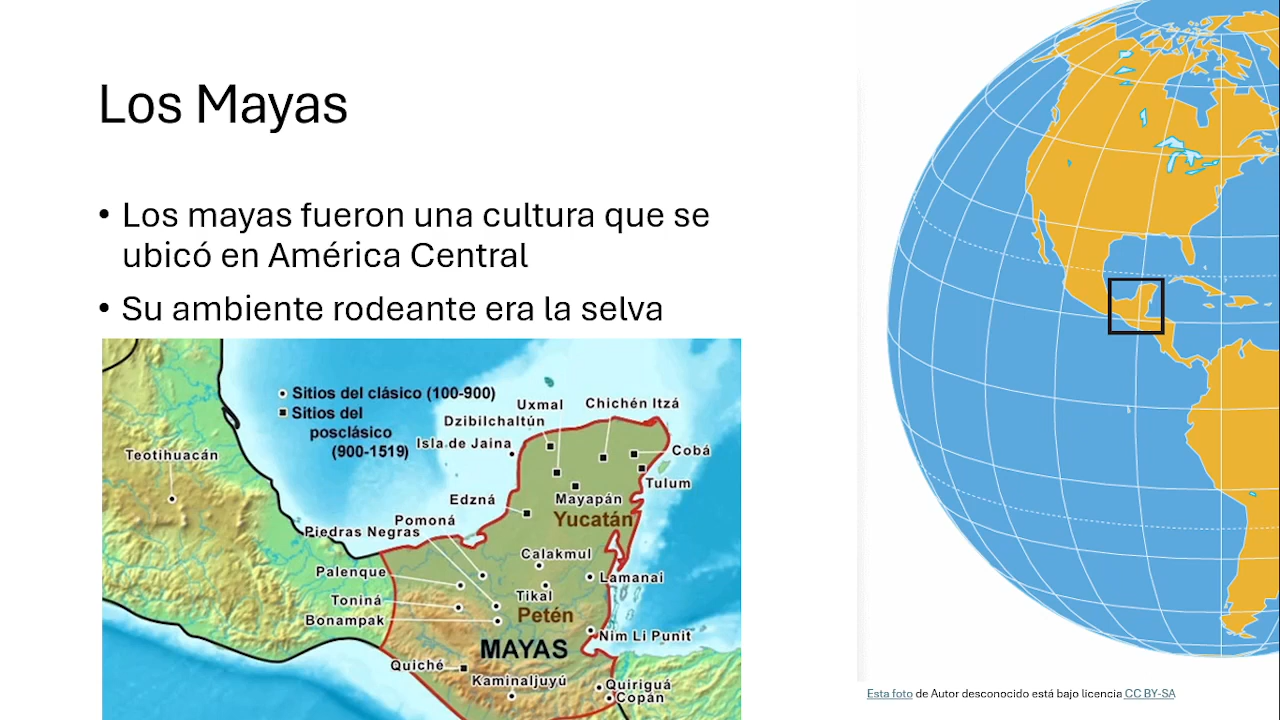 Los Mayas
• Los mayas fueron una cultura que se
ubicó en América Central
• Su ambiente rodeante era la selva
Sitios del clásico (100-900)
Sitios del
posclásico
(900-1519)
Uxmal
Chichén Itzá
Dzibilchaltún
Isla de Jaina
Cobá
Teotihuacán
Tulum
Edzná
Mayapán
Yucatán
Pomoná
Piedras Negras
Calakmul
Palenque
Lamanai
Tikal
Toniná
Petén
Bonampak
Nim Li Punit
MAYAS
Quiché
Kaminaljuyú
Quiriguá
Copán
Esta foto de Autor desconocido está bajo licencia CC BY-SA